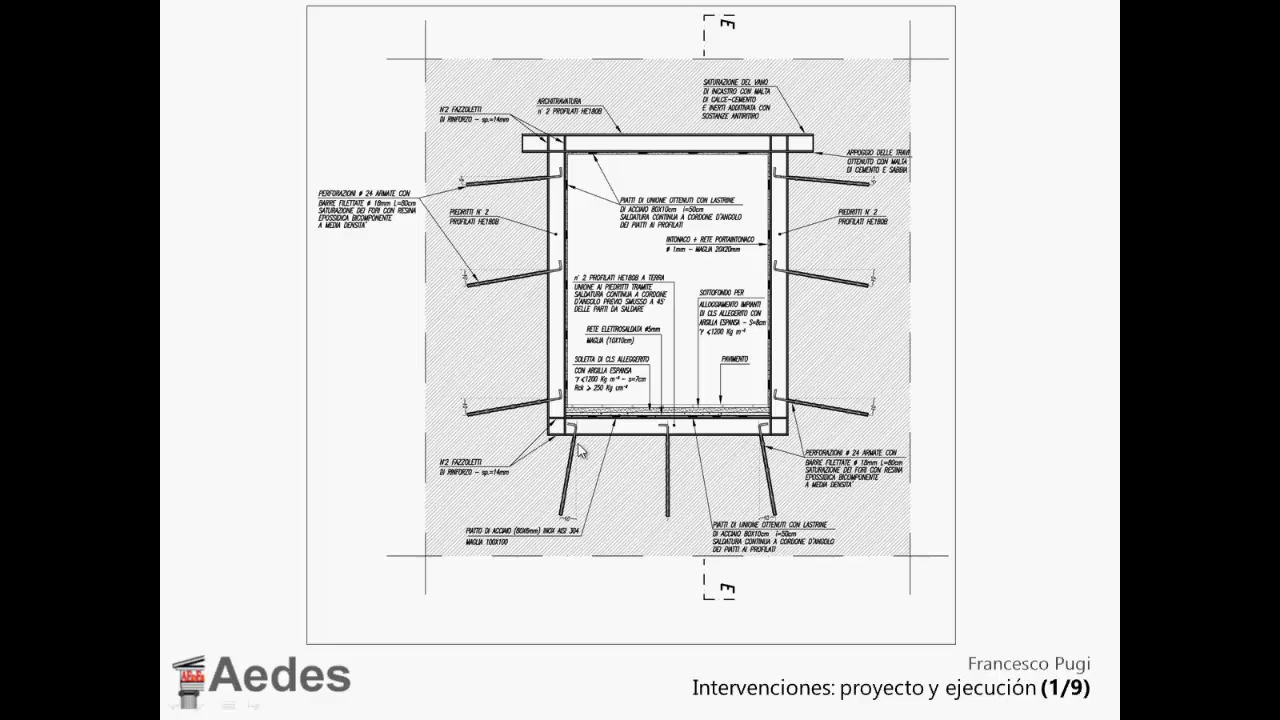 E
SATURAZIONE DEL VANO
DI INCASTRO CON MALTA
DI CALCE-CEMENTO
E INERTI ADDITIVATA CON
SOSTANZE ANTIRITIRO
ARCHITRAVATURA
n° 2 PROFILATI HE180B
N°2 FAZZOLETTI
DI RINFORZO - sp.=14mm
APPOGGIO DELLE TRAVI
OTTENUTO CON MALTA
DI CEMENTO E SABBIA
PERFORAZIONI # 24 ARMATE CON
BARRE FILETTATE # 18mm L=80cm
SATURAZIONE DEI FORI CON RESINA
EPOSSIDICA BICOMPONENTE
A MEDIA DENSITA'
PIEDRITTI N° 2
PROFILATI HE180B
PIATTI DI UNIONE OTTENUTI CON LASTRINE
DI ACCIAIO 80X10cm i=50cm
SALDATURA CONTINUA A CORDONE D'ANGOLO
DEI PIATTI AI PROFILATI
PIEDRITTI N° 2
PROFILATI HE180B
INTONACO + RETE PORTAINTONACO
# 1mm - MAGLIA 20X20mm
n° 2 PROFILATI HE180B A TERRA
UNIONE AI PIEDRITTI TRAMITE
SALDATURA CONTINUA A CORDONE
D'ANGOLO PREVIO SMUSSO A 45°
DELLE PARTI DA SALDARE
SOTTOFONDO PER
ALLOGGIAMENTO IMPIANTI
DI CLS ALLEGERITO CON
ARGILLA ESPANSA - S=8cm
γ <1200 Kg m⁻³
RETE ELETTROSALDATA #5mm
MAGLIA (10X10cm)
SOLETTA DI CLS ALLEGGERITO
CON ARGILLA ESPANSA
γ <1200 Kg m⁻³ - s=7cm
Rck > 250 Kg cm⁻²
PAVIMENTO
N°2 FAZZOLETTI
DI RINFORZO - sp.=14mm
PERFORAZIONI # 24 ARMATE CON
BARRE FILETTATE # 18mm L=80cm
SATURAZIONE DEI FORI CON RESINA
EPOSSIDICA BICOMPONENTE
A MEDIA DENSITA'
PIATTO DI ACCIAIO (80X6mm) INOX AISI 304
MAGLIA 100X100
PIATTI DI UNIONE OTTENUTI CON LASTRINE
DI ACCIAIO 80X10cm i=50cm
SALDATURA CONTINUA A CORDONE D'ANGOLO
DEI PIATTI AI PROFILATI
E
Aedes
Francesco Pugi
Intervenciones: proyecto y ejecución (1/9)